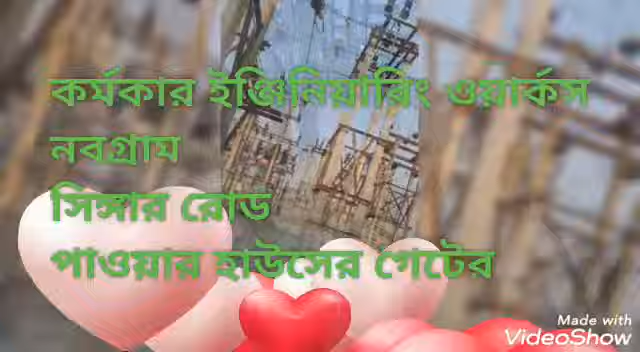 কর্মকার ইঞ্জিনিয়ারিং ওয়ার্কস
নবগ্রাম
সিঙ্গার রোড
পাওয়ার হাউসের গেটের
Made with
VideoShow